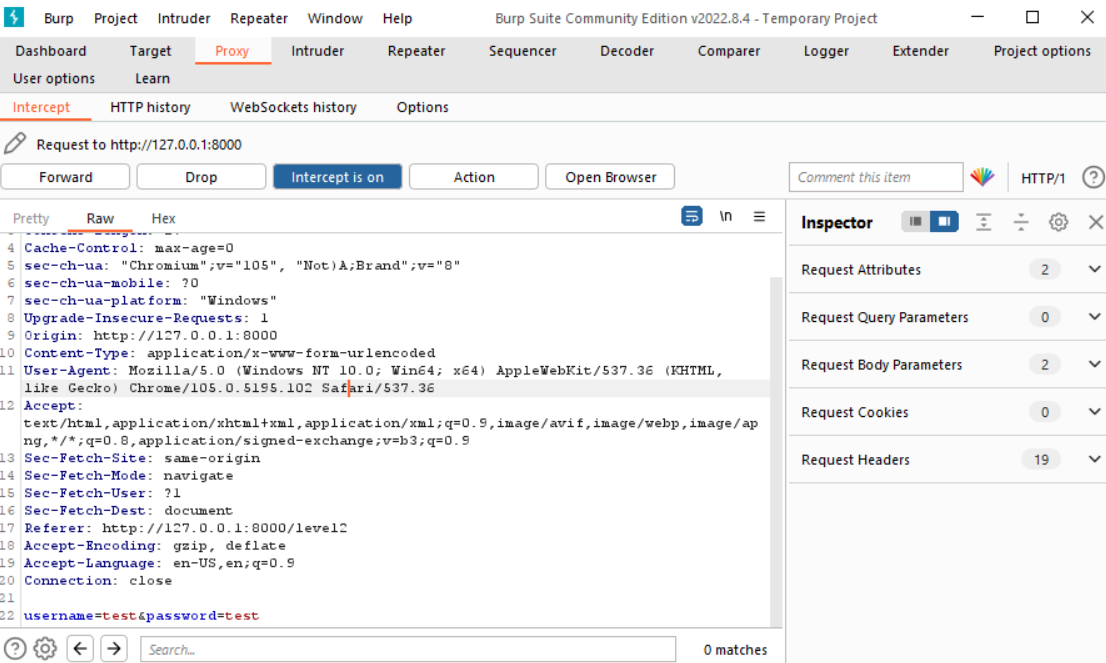 Burp Project Intruder Repeater Window Help Burp Suite Community Edition v2022.8.4 - Temporary Project
Dashboard Target Proxy Intruder Repeater Sequencer Decoder Comparer Logger Extender Project options
User options Learn
Intercept HTTP history WebSockets history Options
Request to http://127.0.0.1:8000
Forward Drop Intercept is on Action Open Browser Comment this item HTTP/1 ?
Pretty Raw Hex \n Inspector
4 Cache-Control: max-age=0
5 sec-ch-ua: "Chromium";v="105", "Not)A;Brand";v="8"
6 sec-ch-ua-mobile: ?0
7 sec-ch-ua-platform: "Windows"
8 Upgrade-Insecure-Requests: 1
9 Origin: http://127.0.0.1:8000
10 Content-Type: application/x-www-form-urlencoded
11 User-Agent: Mozilla/5.0 (Windows NT 10.0; Win64; x64) AppleWebKit/537.36 (KHTML,
like Gecko) Chrome/105.0.5195.102 Safari/537.36
12 Accept:
text/html,application/xhtml+xml,application/xml;q=0.9,image/avif,image/webp,image/ap
ng,*/*;q=0.8,application/signed-exchange;v=b3;q=0.9
13 Sec-Fetch-Site: same-origin
14 Sec-Fetch-Mode: navigate
15 Sec-Fetch-User: ?1
16 Sec-Fetch-Dest: document
17 Referer: http://127.0.0.1:8000/level2
18 Accept-Encoding: gzip, deflate
19 Accept-Language: en-US,en;q=0.9
20 Connection: close
21
22 username=test&password=test
Request Attributes 2
Request Query Parameters 0
Request Body Parameters 2
Request Cookies 0
Request Headers 19
? Search... 0 matches